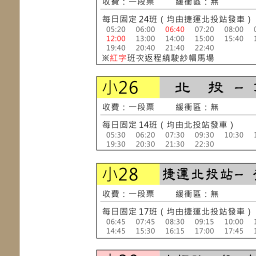 收費：一段票　　緩衝區：無
每日固定 24班（均由捷運北投站發車）
05:20　06:00　06:40　07:20　08:00
12:00　13:00　14:00　15:00　15:40
19:40　20:40　21:40　22:40
※紅字班次返程繞駛紗帽馬場
小26　北　投－
收費：一段票　　緩衝區：無
每日固定 14班（均由北投站發車）
05:30　06:20　07:30　09:30　10:30
19:30　20:30　21:30　22:30
小28　捷運北投站－
收費：一段票　　緩衝區：無
每日固定 17班（均由捷運北投站發車）
06:45　07:45　08:30　09:15　10:00
14:45　15:30　16:15　17:00　17:45